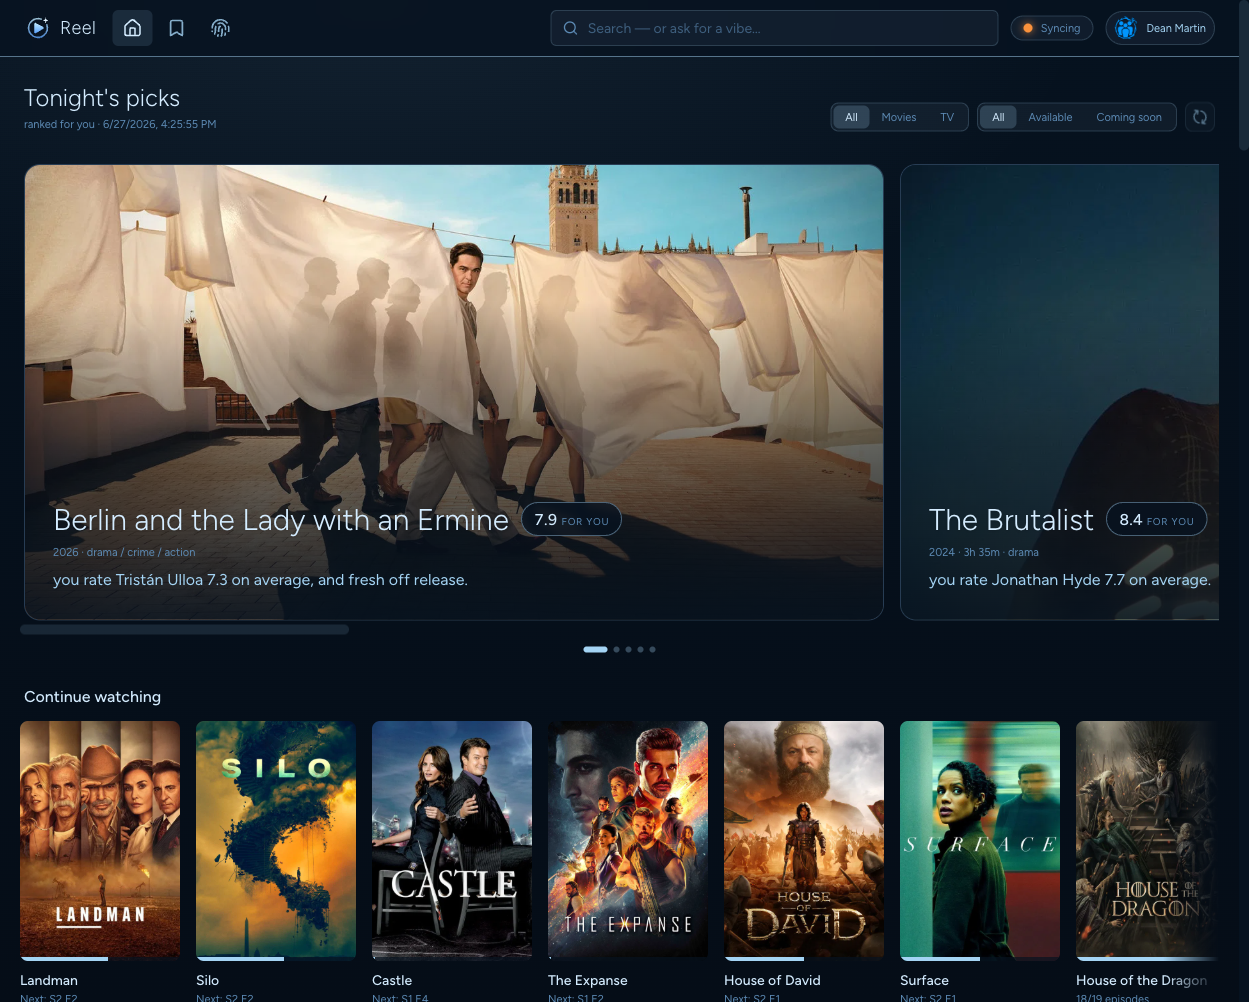 Reel
Search — or ask for a vibe...
Syncing
Dean Martin
Tonight's picks
ranked for you · 6/27/2026, 4:25:55 PM
All Movies TV
All Available Coming soon
Berlin and the Lady with an Ermine
7.9 FOR YOU
2026 · drama / crime / action
you rate Tristán Ulloa 7.3 on average, and fresh off release.
The Brutalist
8.4 FOR YOU
2024 · 3h 35m · drama
you rate Jonathan Hyde 7.7 on average.
Continue watching
LANDMAN
SILO
CASTLE
THE EXPANSE
HOUSE OF DAVID
SURFACE
HOUSE OF THE DRAGON
Landman
Silo
Castle
The Expanse
House of David
Surface
House of the Dragon
Next: S2 E2
Next: S2 E2
Next: S1 E4
Next: S1 E2
Next: S2 E1
Next: S2 E1
18/19 episodes